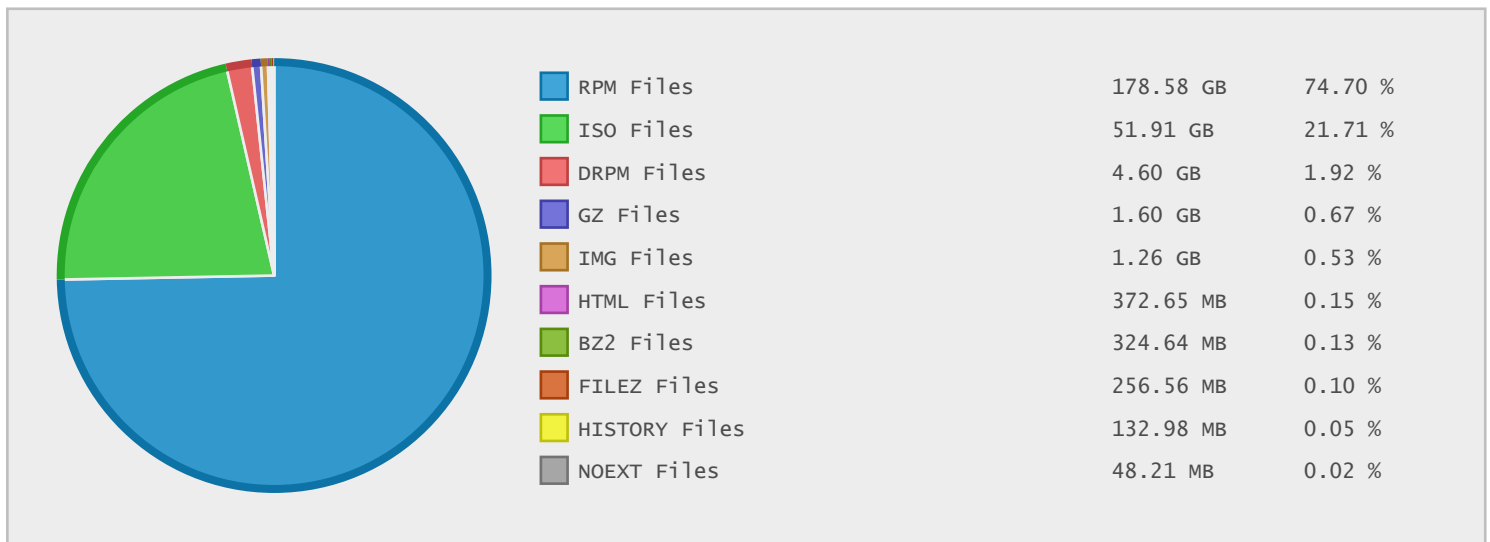 RPM Files 178.58 GB 74.70 %
ISO Files 51.91 GB 21.71 %
DRPM Files 4.60 GB 1.92 %
GZ Files 1.60 GB 0.67 %
IMG Files 1.26 GB 0.53 %
HTML Files 372.65 MB 0.15 %
BZ2 Files 324.64 MB 0.13 %
FILEZ Files 256.56 MB 0.10 %
HISTORY Files 132.98 MB 0.05 %
NOEXT Files 48.21 MB 0.02 %